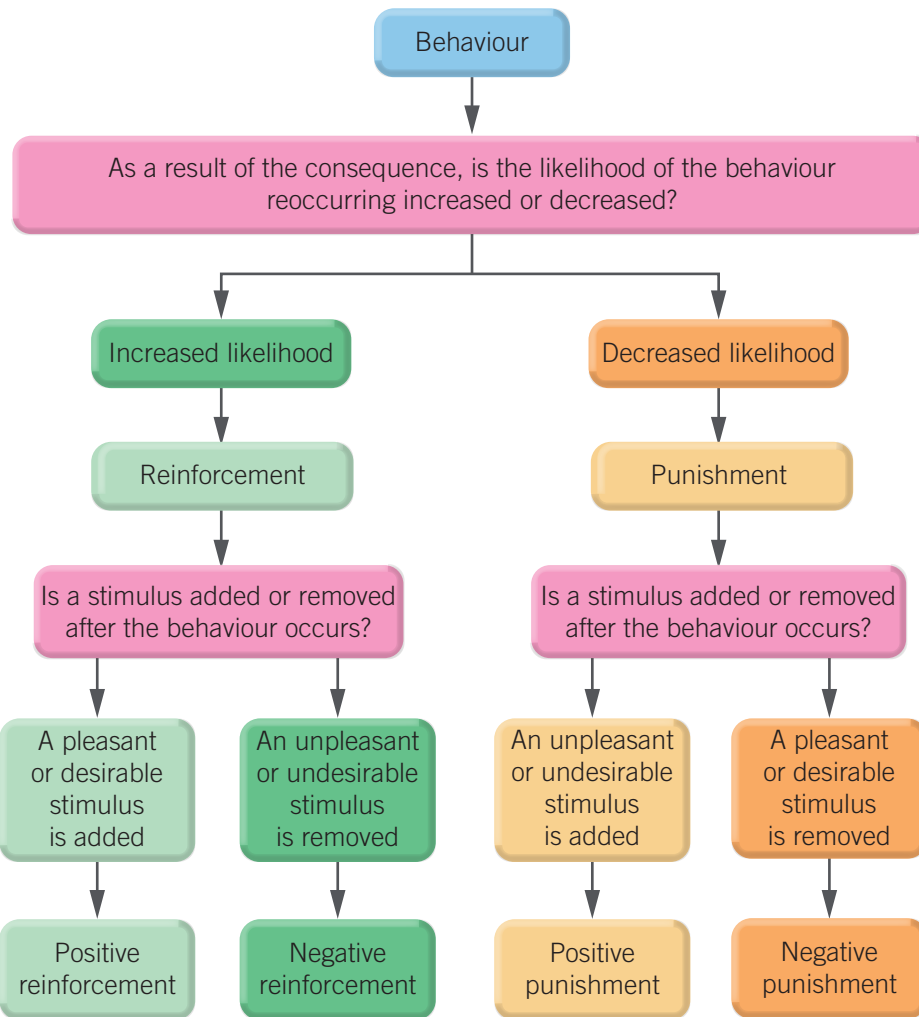 Behaviour
As a result of the consequence, is the likelihood of the behaviour
reoccurring increased or decreased?
Increased likelihood
Decreased likelihood
Reinforcement
Punishment
Is a stimulus added or removed
after the behaviour occurs?
Is a stimulus added or removed
after the behaviour occurs?
A pleasant
or desirable
stimulus
is added
An unpleasant
or undesirable
stimulus
is removed
An unpleasant
or undesirable
stimulus
is added
A pleasant
or desirable
stimulus
is removed
Positive
reinforcement
Negative
reinforcement
Positive
punishment
Negative
punishment